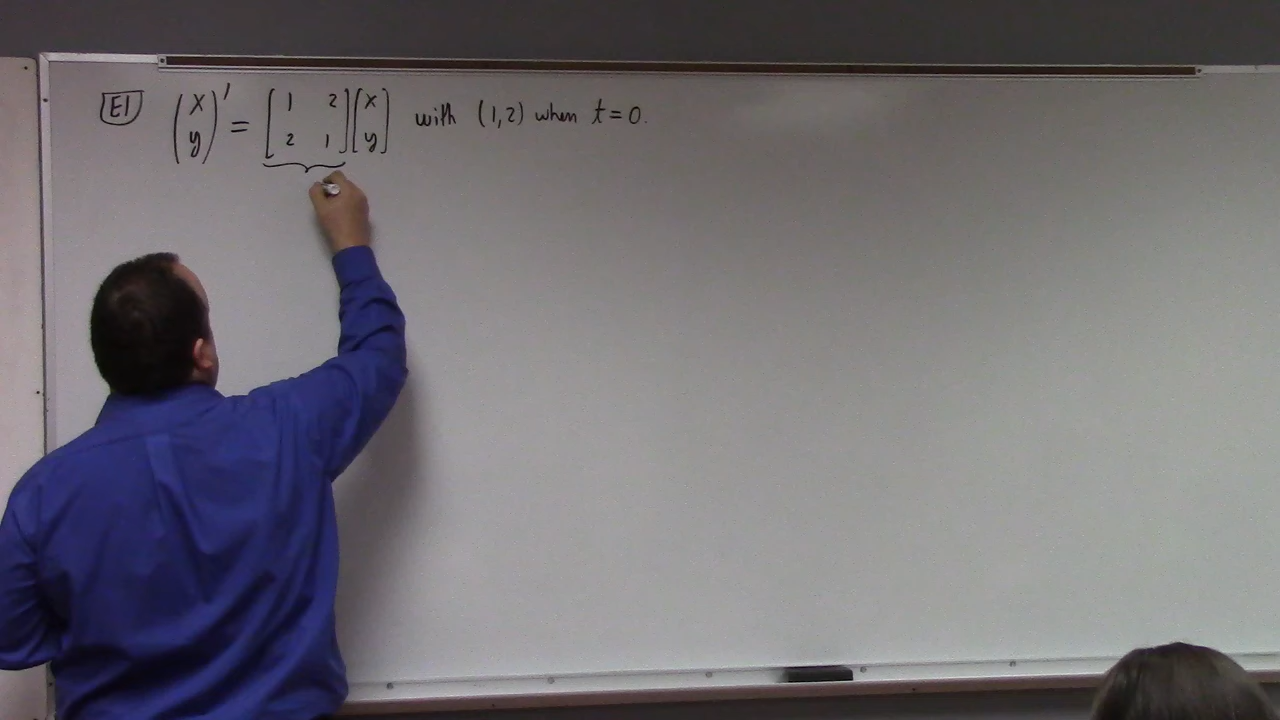 E1 (x y)' = [1 2 2 1] [x y] with (1,2) when t=0.